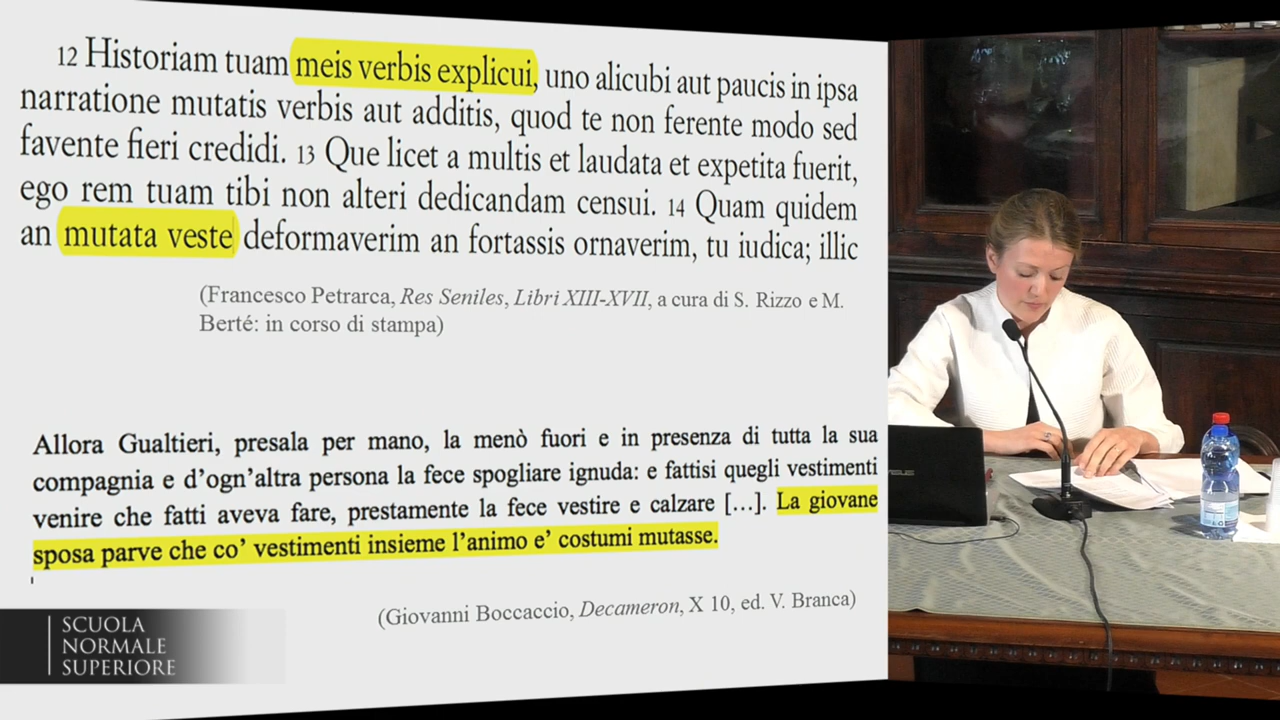 12 Historiam tuam meis verbis explicui, uno alicubi aut paucis in ipsa
narratione mutatis verbis aut additis, quod te non ferente modo sed
favente fieri credidi. 13 Que licet a multis et laudata et expetita fuerit,
ego rem tuam tibi non alteri dedicandam censui. 14 Quam quidem
an mutata veste deformaverim an fortassis ornaverim, tu iudica; illic
(Francesco Petrarca, Res Seniles, Libri XIII-XVII, a cura di S. Rizzo e M.
Berté: in corso di stampa)
Allora Gualtieri, presala per mano, la menò fuori e in presenza di tutta la sua
compagnia e d’ogn’altra persona la fece spogliare ignuda: e fattisi quegli vestimenti
venire che fatti aveva fare, prestamente la fece vestire e calzare […]. La giovane
sposa parve che co’ vestimenti insieme l’animo e’ costumi mutasse.
(Giovanni Boccaccio, Decameron, X 10, ed. V. Branca)
SCUOLA
NORMALE
SUPERIORE
ASUS